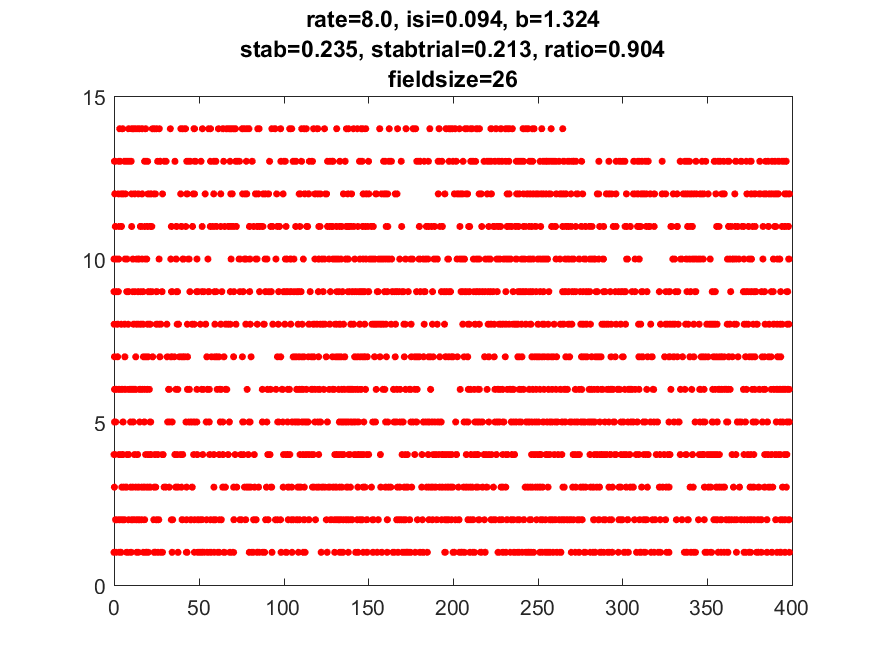 rate=8.0, isi=0.094, b=1.324
stab=0.235, stabtrial=0.213, ratio=0.904
fieldsize=26
15
10
5
0
0 50 100 150 200 250 300 350 400